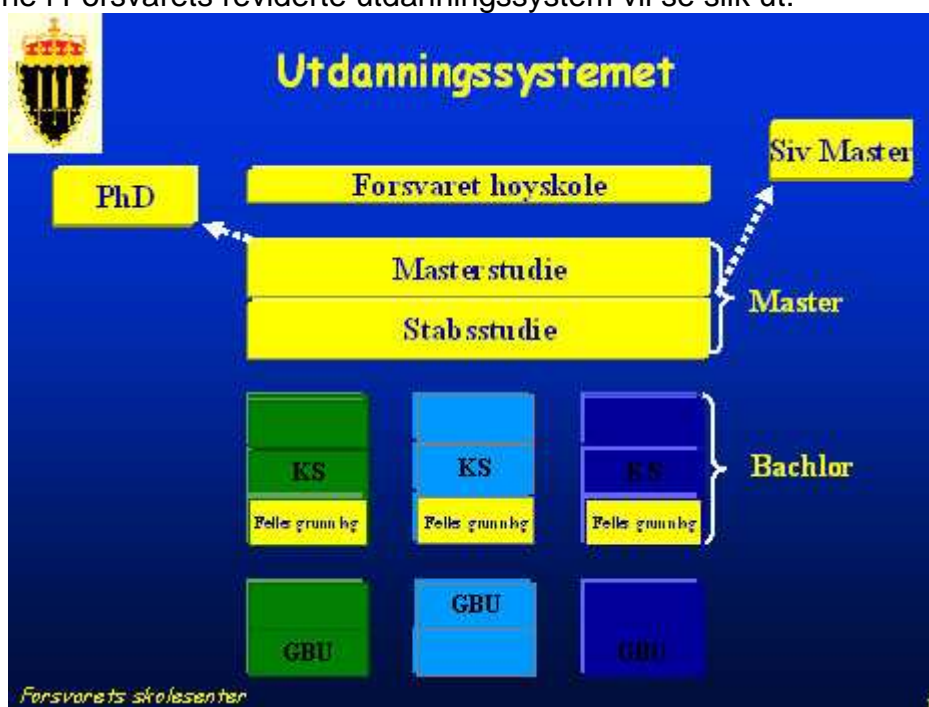 ne i Forsvarets reviderte utdanningssystem vil se slik ut:
Utdanningssystemet
Siv Master
PhD
Forsvaret hoyskole
Masterstudie
Stabsstudie
Master
KS
KS
KS
Bachlor
Felles grunnlag
Felles grunnlag
Felles grunnlag
GBU
GBU
GBU
Forsvarets skolesenter